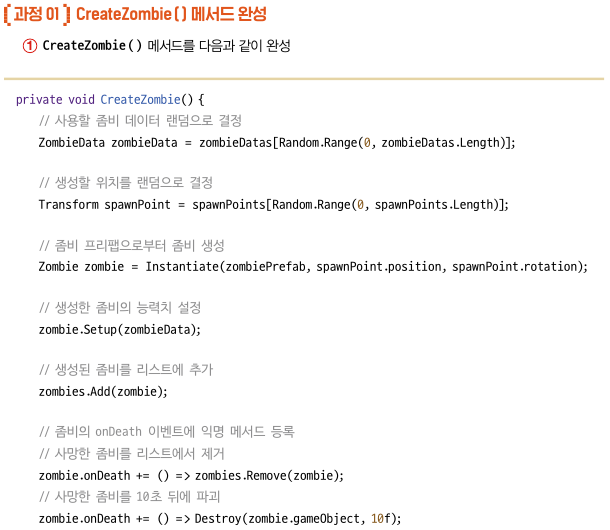 [과정 01] CreateZombie() 메서드 완성
① CreateZombie() 메서드를 다음과 같이 완성
private void CreateZombie() {
// 사용할 좀비 데이터 랜덤으로 결정
ZombieData zombieData = zombieDatas[Random.Range(0, zombieDatas.Length)];
// 생성할 위치를 랜덤으로 결정
Transform spawnPoint = spawnPoints[Random.Range(0, spawnPoints.Length)];
// 좀비 프리팹으로부터 좀비 생성
Zombie zombie = Instantiate(zombiePrefab, spawnPoint.position, spawnPoint.rotation);
// 생성한 좀비의 능력치 설정
zombie.Setup(zombieData);
// 생성된 좀비를 리스트에 추가
zombies.Add(zombie);
// 좀비의 onDeath 이벤트에 익명 메서드 등록
// 사망한 좀비를 리스트에서 제거
zombie.onDeath += () => zombies.Remove(zombie);
// 사망한 좀비를 10초 뒤에 파괴
zombie.onDeath += () => Destroy(zombie.gameObject, 10f);